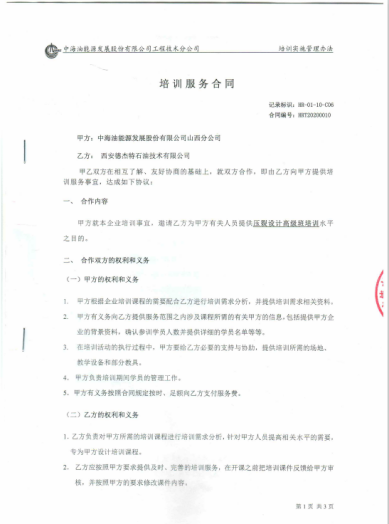 中海油能源发展股份有限公司工程技术分公司 培训实施管理办法
培训服务合同
记录标识：HB-01-10-C06
合同编号：HBT20200010
甲方：中海油能源发展股份有限公司山西分公司
乙方： 西安德杰特石油技术有限公司
甲乙双方在相互了解、友好协商的基础上，就双方合作，即由乙方向甲方提供培
训服务事宜，达成如下协议：
一、 合作内容
甲方就本企业培训事宜，邀请乙方为甲方有关人员提供压裂设计高级班培训水平
之目的。
二、 合作双方的权利和义务
（一）甲方的权利和义务
1. 甲方根据企业培训课程的需要配合乙方进行培训需求分析，并提供培训需求相关资料。
2. 甲方有义务向乙方提供服务范围之内涉及课程所需的有关甲方的信息，包括提供甲方企
业的背景资料，确认参训学员人数并提供详细的学员名单等等。
3. 在培训活动的执行过程中，甲方要给乙方必要的支持与协助，提供培训所需的场地、
教学设备和部分教具。
4. 甲方负责培训期间学员的管理工作。
5. 甲方有义务按照合同规定按时、足额向乙方支付服务费。
（二）乙方的权利和义务
1. 乙方负责对甲方所需的培训课程进行培训需求分析，针对甲方人员提高相关水平的需要，
专为甲方设计培训课程。
2. 乙方应按照甲方要求提供及时、完善的培训服务，在开课之前把培训课件反馈给甲方审
核，并按照甲方的要求修改课件内容。
第 1 页 共 3 页